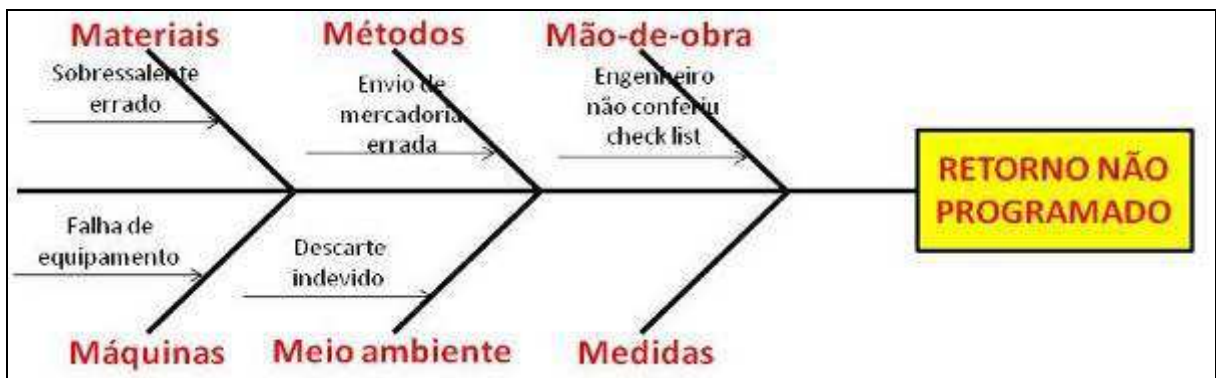 Materiais
Métodos
Mão-de-obra
Sobressalente
errado
Envio de
mercadoria
errada
Engenheiro
não conferiu
check list
RETORNO NÃO
PROGRAMADO
Falha de
equipamento
Descarte
indevido
Máquinas
Meio ambiente
Medidas